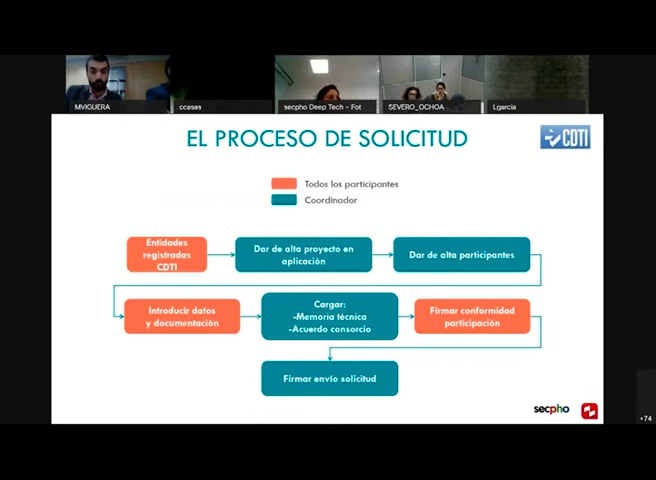 MVIGUERA
ccasas
secpho Deep Tech – Fot
SEVERO_OCHOA
Lgarcia
EL PROCESO DE SOLICITUD
CDTI
Todos los participantes
Coordinador
Entidades
registradas
CDTI
Dar de alta proyecto en
aplicación
Dar de alta participantes
Introducir datos
y documentación
Cargar:
-Memoria técnica
-Acuerdo consorcio
Firmar conformidad
participación
Firmar envío solicitud
secpho
+74